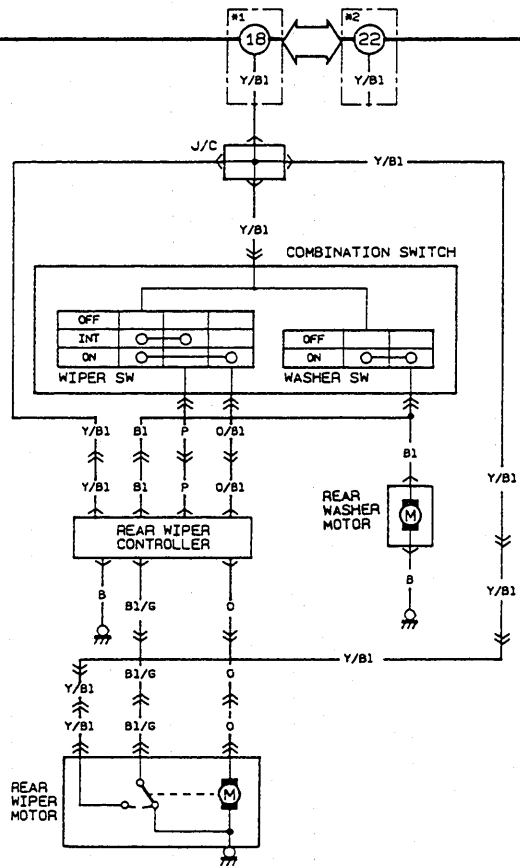 *1 *2
18 22
Y/Bl Y/Bl
J/C
Y/Bl
Y/Bl
COMBINATION SWITCH
OFF
INT OFF
ON ON
WIPER SW WASHER SW
Y/Bl Bl P O/Bl
Bl
Y/Bl
Y/Bl Bl P O/Bl
REAR
WASHER
MOTOR
M
REAR WIPER
CONTROLLER
B B
Y/Bl
Bl/G O
Y/Bl
Y/Bl Bl/G O
Y/Bl Bl/G O
REAR
WIPER
MOTOR
M